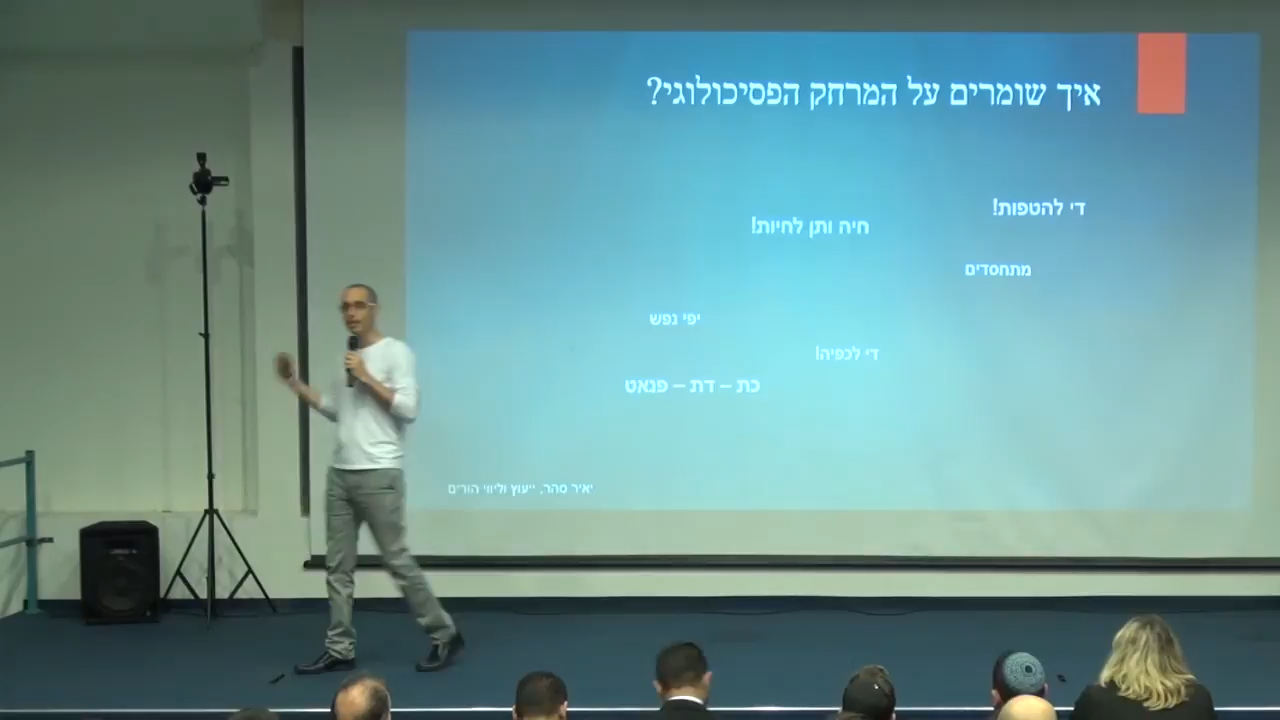 איך שומרים על המרחק הפסיכולוגי?
די להטפות!
חיה ותן לחיות!
מתחסדים
יפי נפש
די לכפיה!
כת – דת – פנאט
יאיר סהר, ייעוץ וליווי הורים